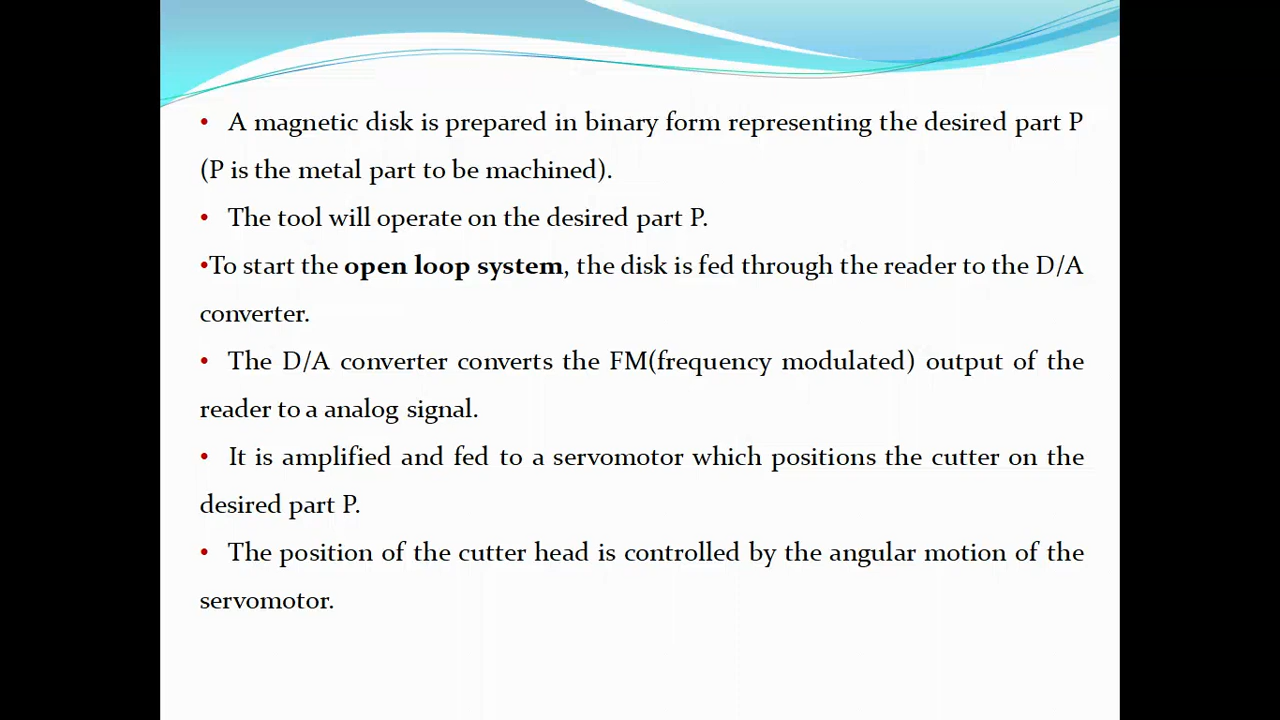 • A magnetic disk is prepared in binary form representing the desired part P
(P is the metal part to be machined).
• The tool will operate on the desired part P.
•To start the open loop system, the disk is fed through the reader to the D/A
converter.
• The D/A converter converts the FM(frequency modulated) output of the
reader to a analog signal.
• It is amplified and fed to a servomotor which positions the cutter on the
desired part P.
• The position of the cutter head is controlled by the angular motion of the
servomotor.